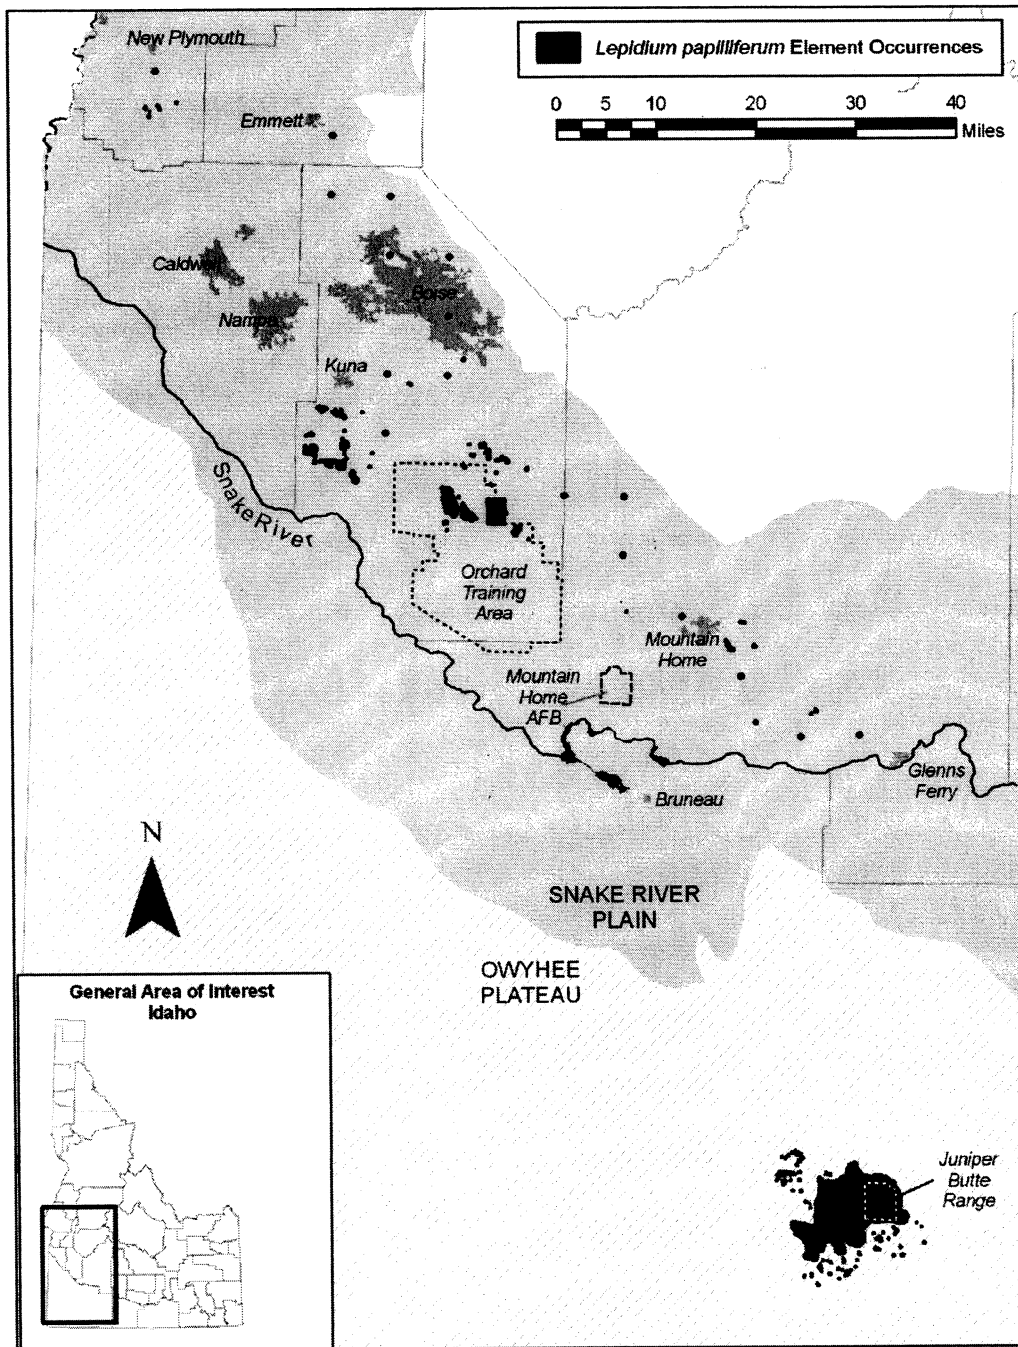 New Plymouth
Lepidium papilliferum Element Occurrences
0 5 10 20 30 40
Miles
Emmett
Caldwell
Boise
Nampa
Kuna
Snake River
Orchard
Training
Area
Mountain
Home
Mountain
Home
AFB
Glenns
Ferry
Bruneau
N
SNAKE RIVER
PLAIN
OWYHEE
PLATEAU
General Area of Interest
Idaho
Juniper
Butte
Range